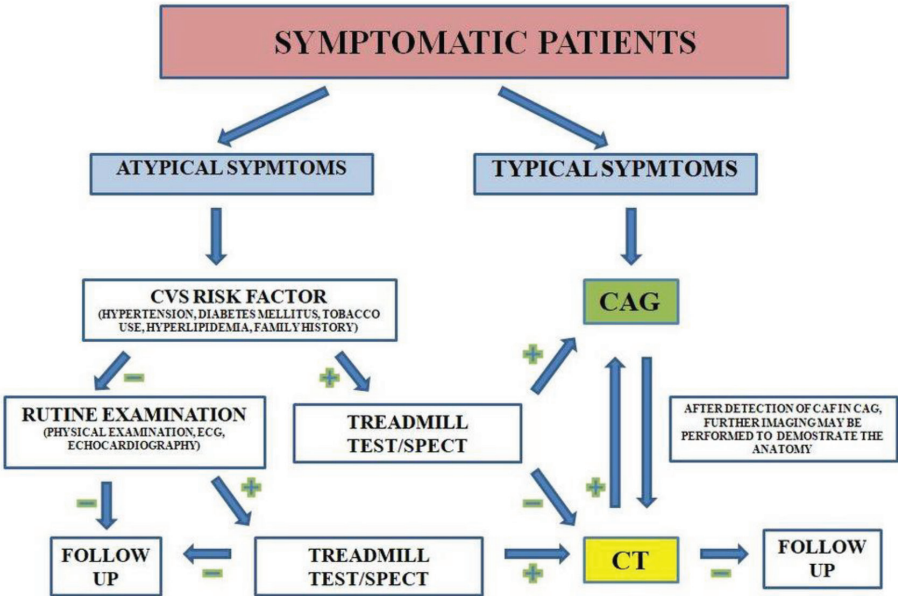 SYMPTOMATIC PATIENTS
ATYPICAL SYPMTOMS
TYPICAL SYPMTOMS
CVS RISK FACTOR
(HYPERTENSION, DIABETES MELLITUS, TOBACCO
USE, HYPERLIPIDEMIA, FAMILY HISTORY)
CAG
+
−
+
RUTINE EXAMINATION
(PHYSICAL EXAMINATION, ECG,
ECHOCARDIOGRAPHY)
TREADMILL
TEST/SPECT
AFTER DETECTION OF CAF IN CAG,
FURTHER IMAGING MAY BE
PERFORMED TO DEMOSTRATE THE
ANATOMY
−
+
−
+
FOLLOW
UP
−
TREADMILL
TEST/SPECT
+
CT
−
FOLLOW
UP